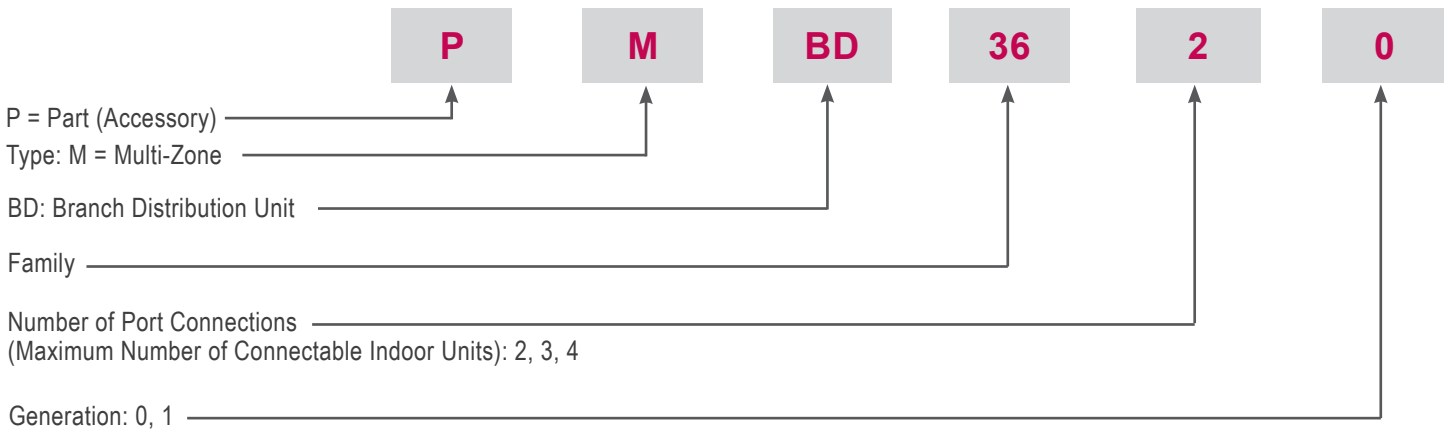 P M BD 36 2 0
P = Part (Accessory)
Type: M = Multi-Zone
BD: Branch Distribution Unit
Family
Number of Port Connections
(Maximum Number of Connectable Indoor Units): 2, 3, 4
Generation: 0, 1